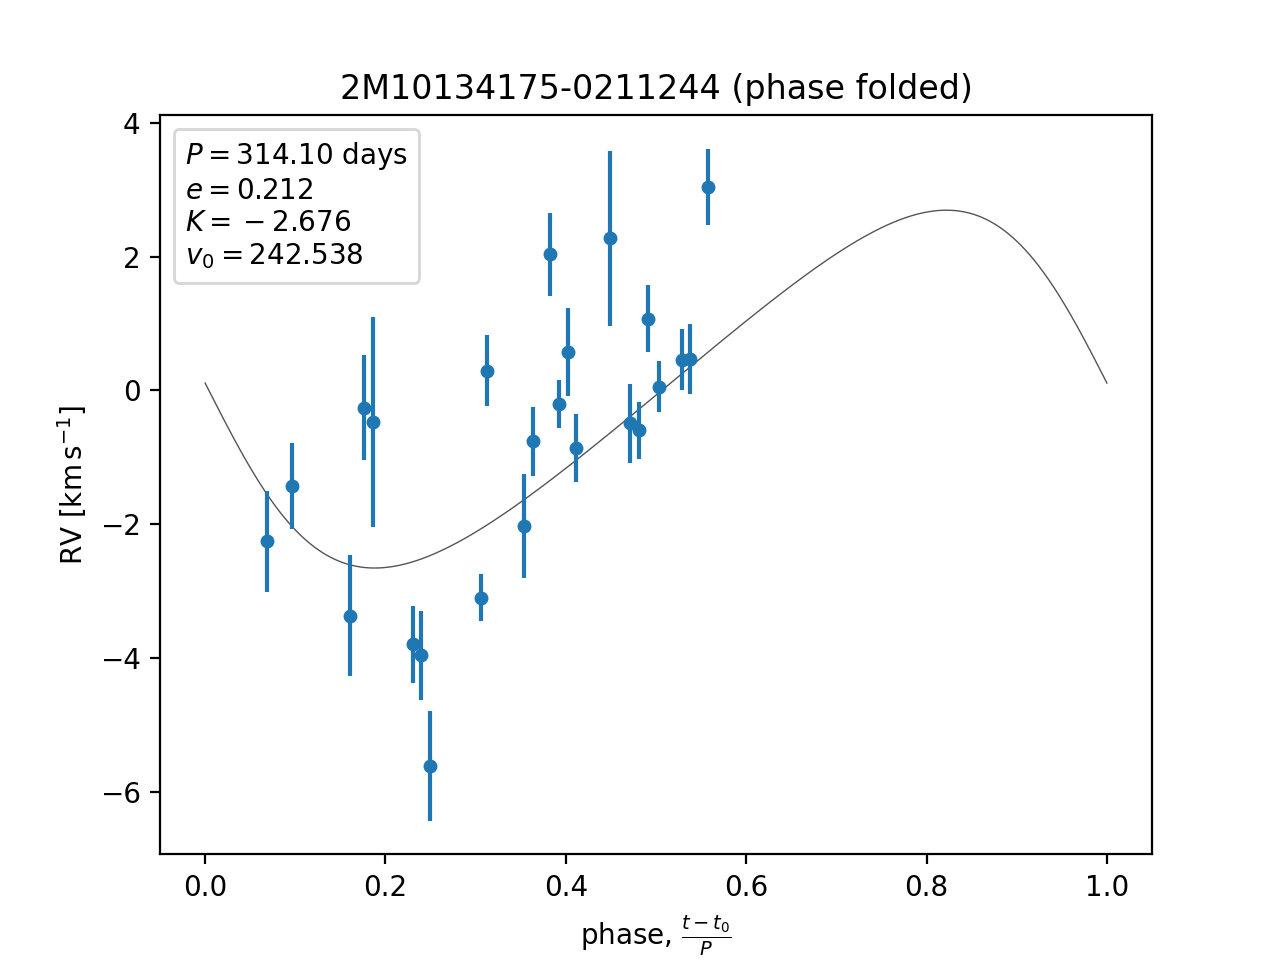 2M10134175-0211244 (phase folded)
P = 314.10 days
e = 0.212
K = −2.676
v₀ = 242.538
4
2
0
−2
−4
−6
RV [km s⁻¹]
0.0 0.2 0.4 0.6 0.8 1.0
phase, (t − t₀)/P